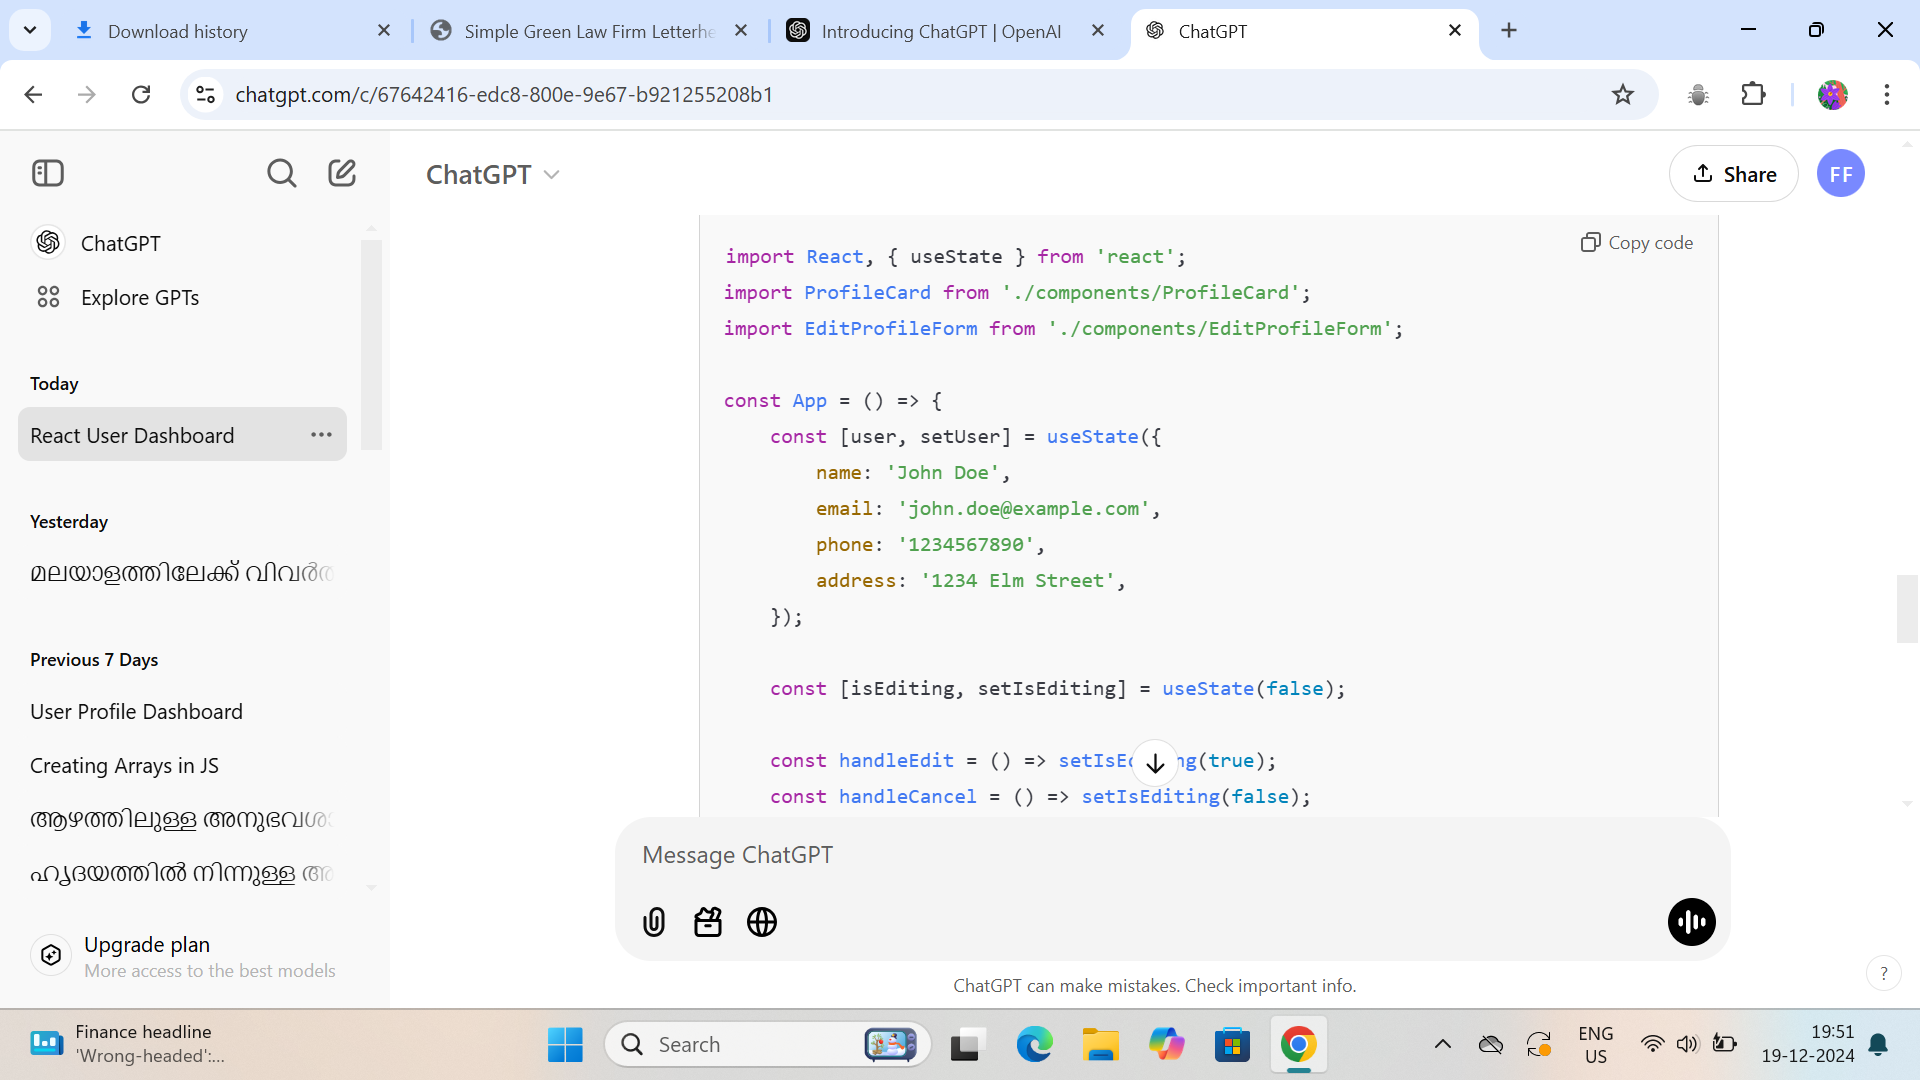 Download history
Simple Green Law Firm Letterhe
Introducing ChatGPT | OpenAI
ChatGPT
chatgpt.com/c/67642416-edc8-800e-9e67-b921255208b1
ChatGPT
Share
FF
ChatGPT
Explore GPTs
Today
React User Dashboard
Yesterday
മലയാളത്തിലേക്ക്
Previous 7 Days
User Profile Dashboard
Creating Arrays in JS
ആഴത്തിലുള്ള
ഹൃദയത്തിൽ നിന്നുള്ള
Upgrade plan
More access to the best models
Copy code
import React, { useState } from 'react';
import ProfileCard from './components/ProfileCard';
import EditProfileForm from './components/EditProfileForm';
const App = () => {
const [user, setUser] = useState({
name: 'John Doe',
email: 'john.doe@example.com',
phone: '1234567890',
address: '1234 Elm Street',
});
const [isEditing, setIsEditing] = useState(false);
const handleEdit = () => setIsE ng(true);
const handleCancel = () => setIsEditing(false);
Message ChatGPT
ChatGPT can make mistakes. Check important info.
?
Finance headline
'Wrong-headed':...
Search
ENG
US
19:51
19-12-2024